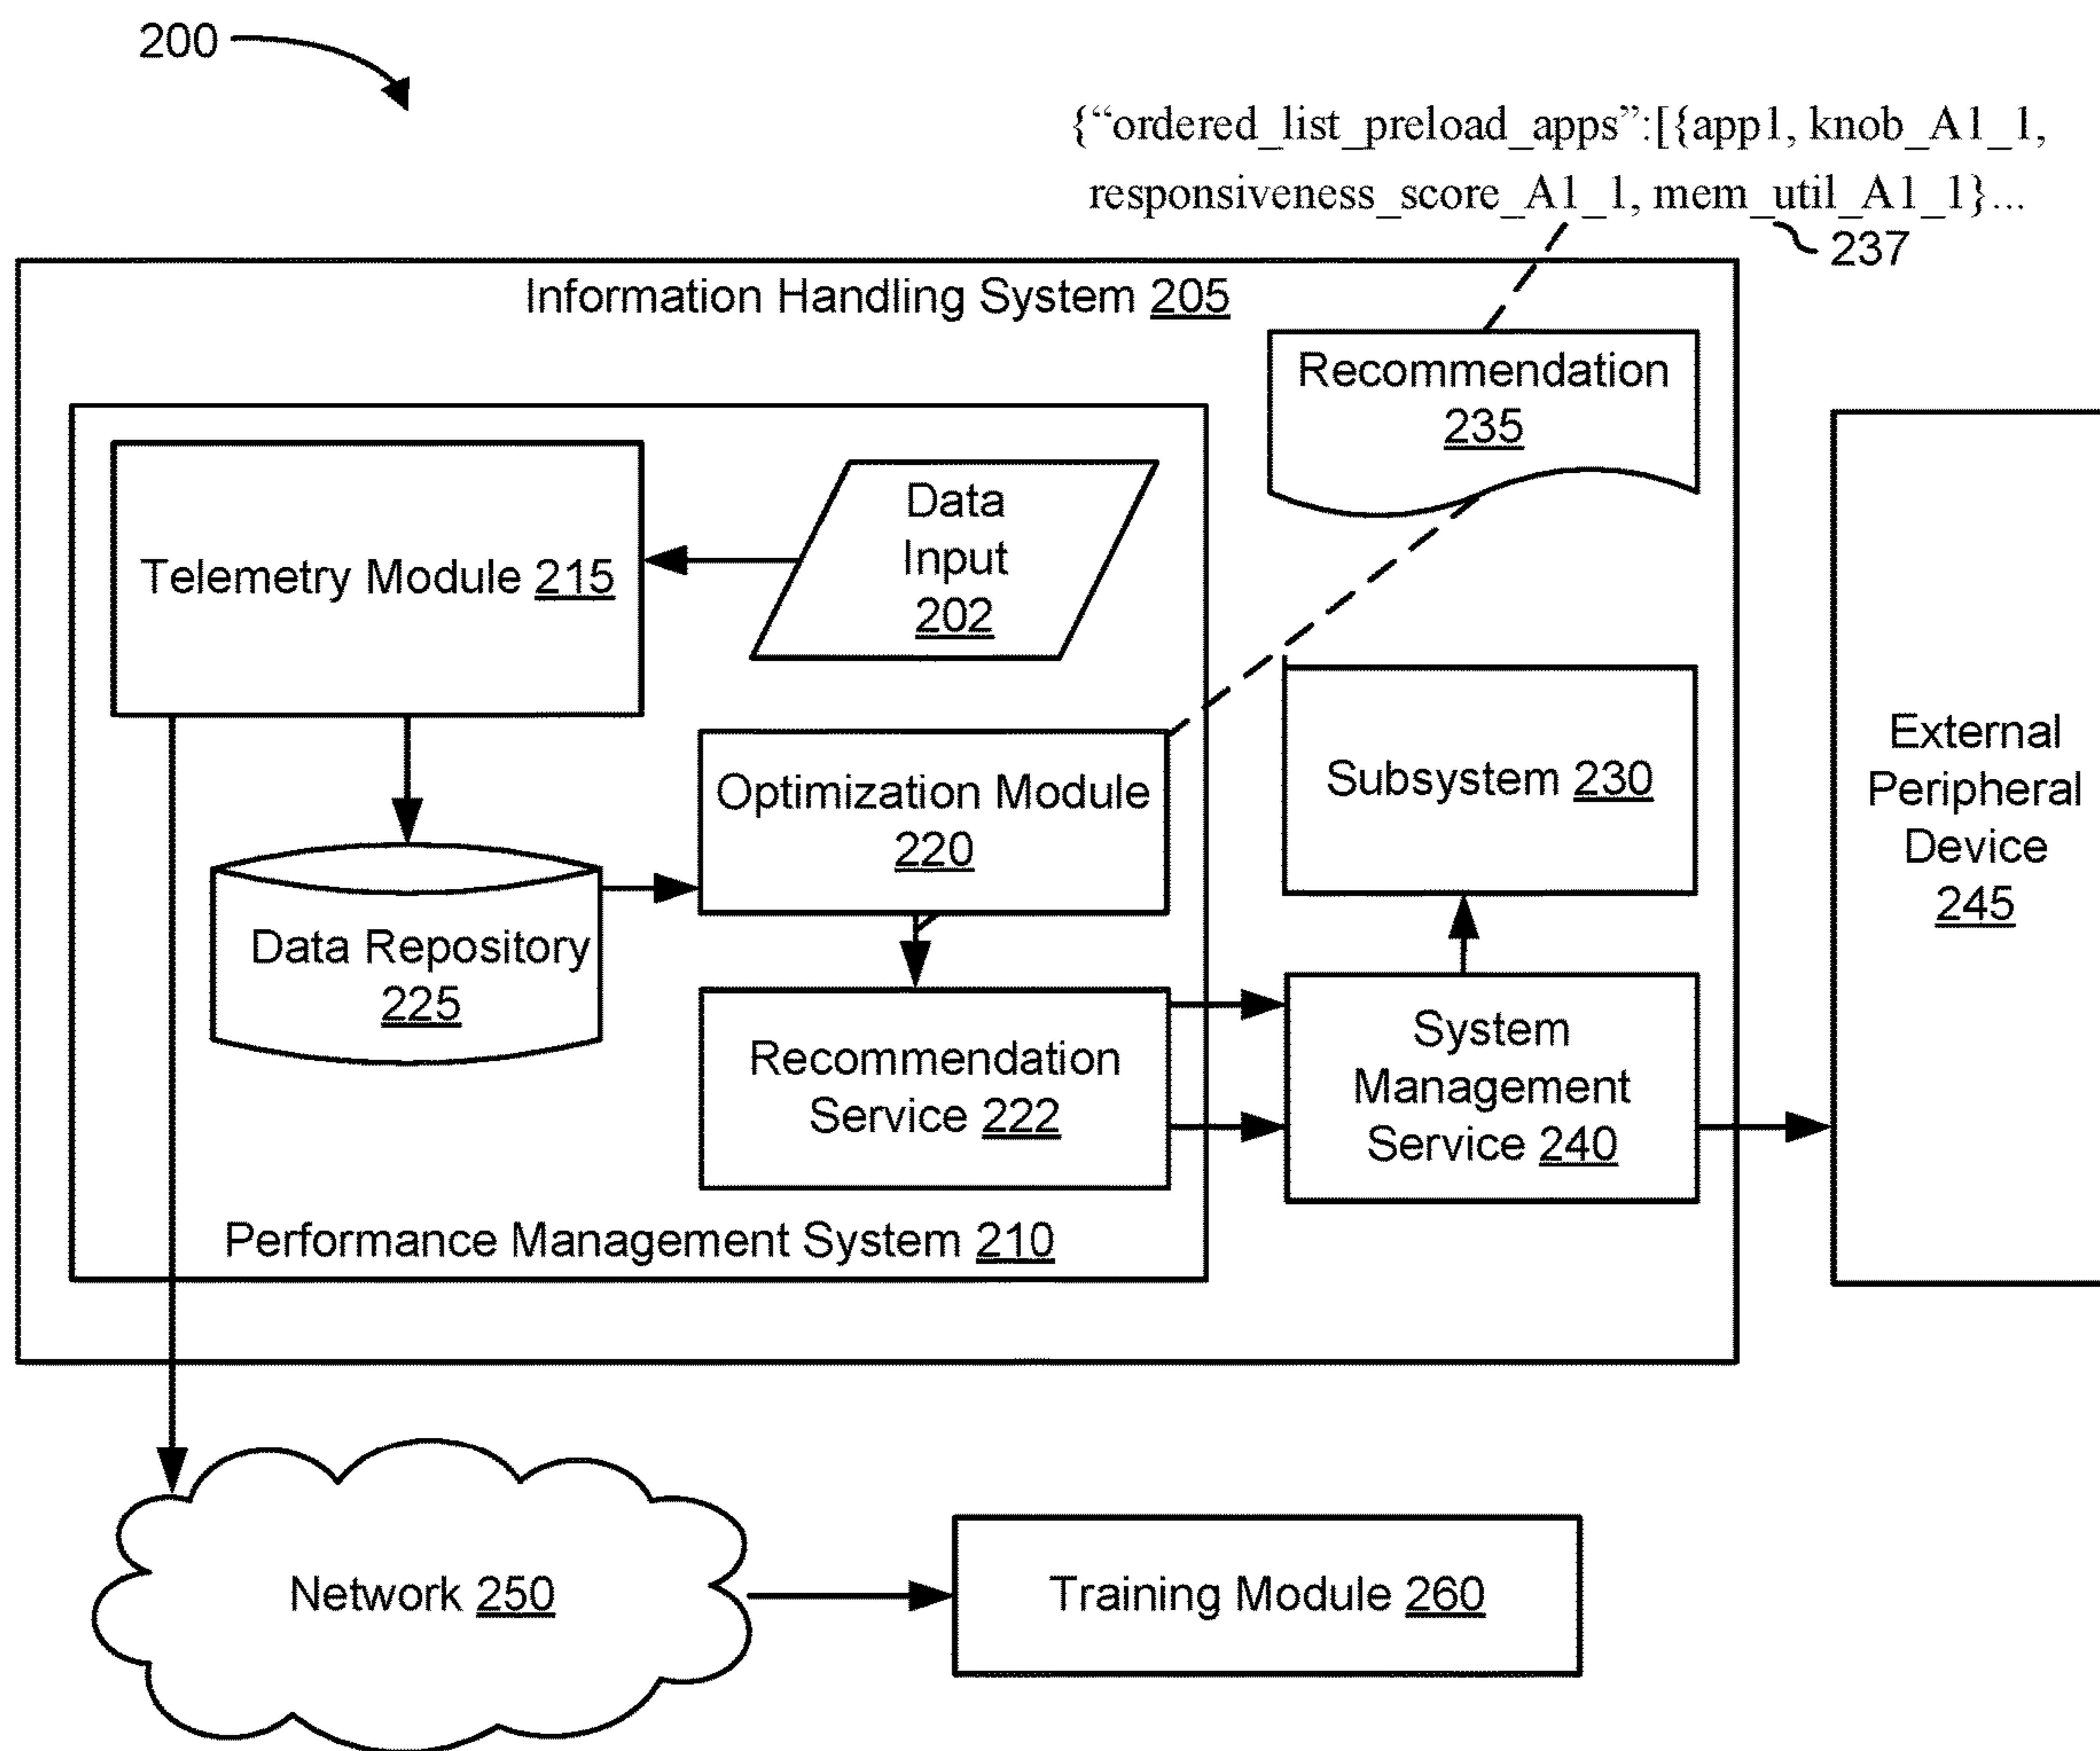 200
{“ordered_list_preload_apps”:[{app1, knob_A1_1,
responsiveness_score_A1_1, mem_util_A1_1}...
237
Information Handling System 205
Recommendation
235
Data
Input
202
Telemetry Module 215
External
Peripheral
Device
245
Subsystem 230
Optimization Module
220
Data Repository
225
System
Management
Service 240
Recommendation
Service 222
Performance Management System 210
Network 250
Training Module 260